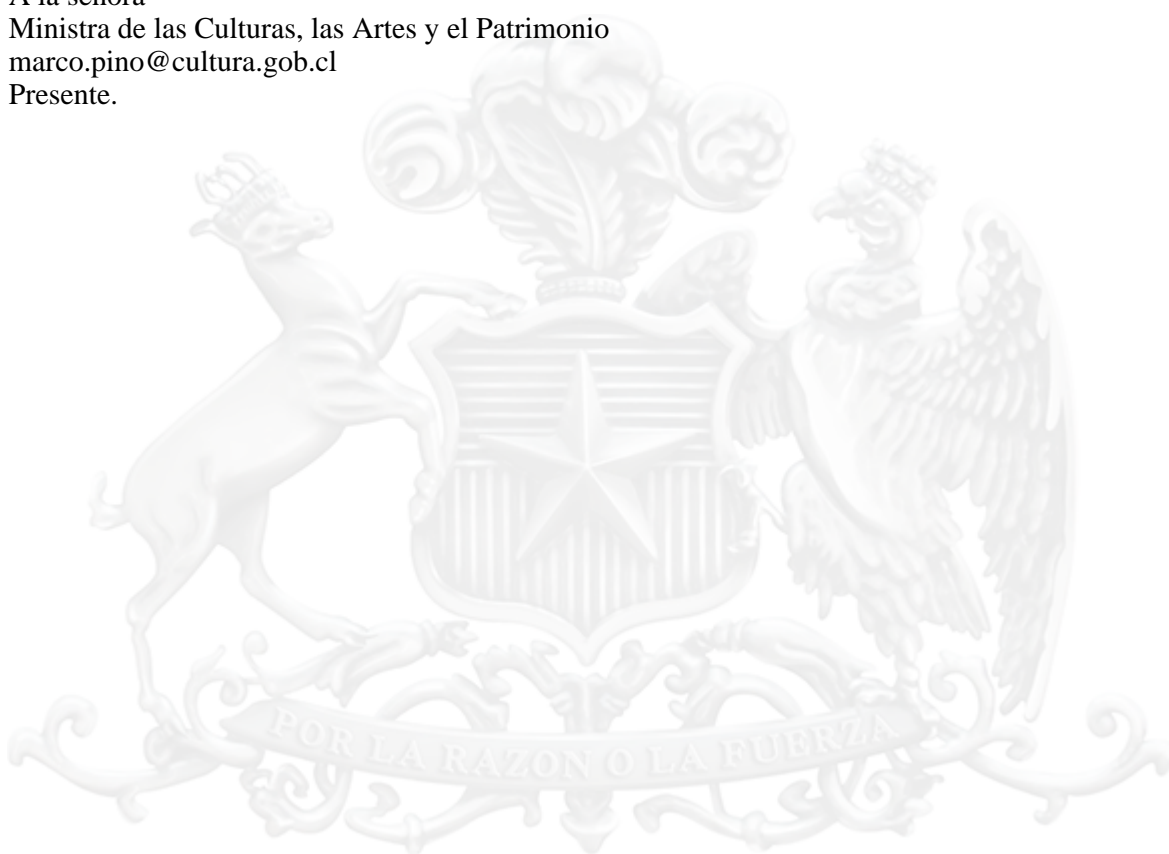 A la señora
Ministra de las Culturas, las Artes y el Patrimonio
marco.pino@cultura.gob.cl
Presente.
POR LA RAZON O LA FUERZA